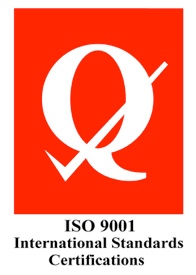 Q
ISO 9001
International Standards
Certifications